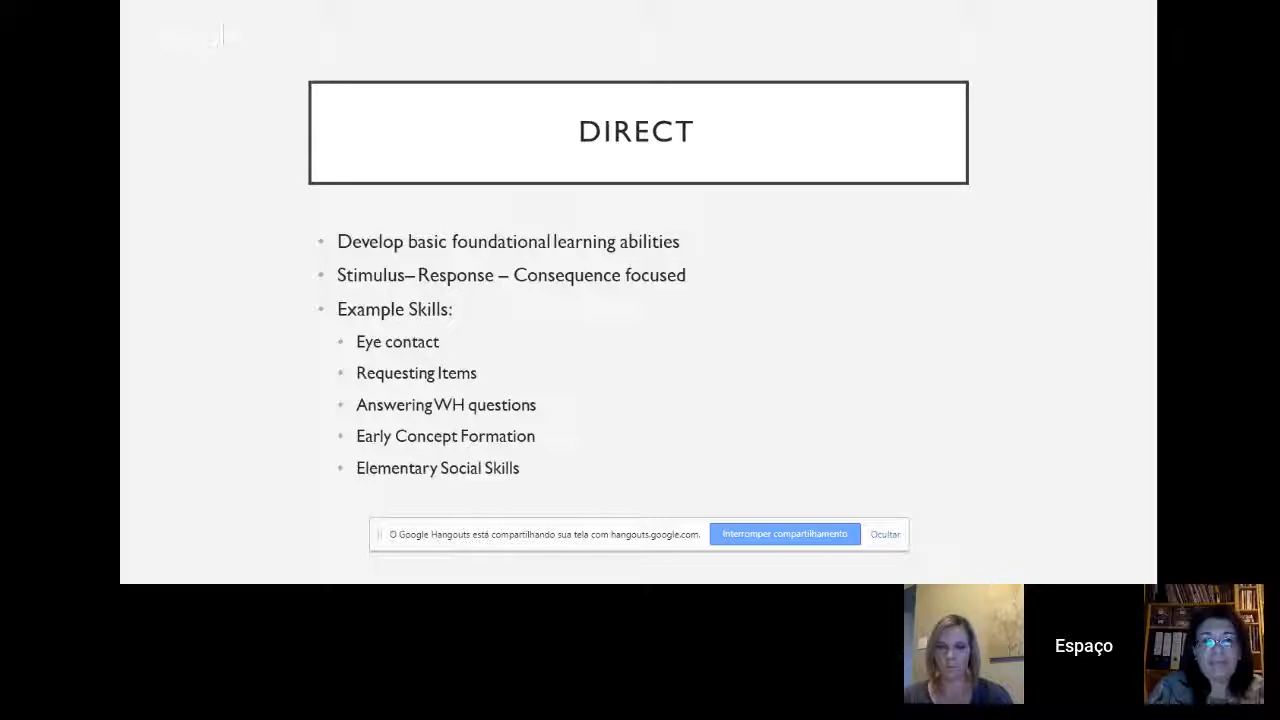 DIRECT
Develop basic foundational learning abilities
Stimulus– Response – Consequence focused
Example Skills:
Eye contact
Requesting Items
Answering WH questions
Early Concept Formation
Elementary Social Skills
O Google Hangouts está compartilhando sua tela com hangouts.google.com. Interromper compartilhamento Ocultar
Espaço